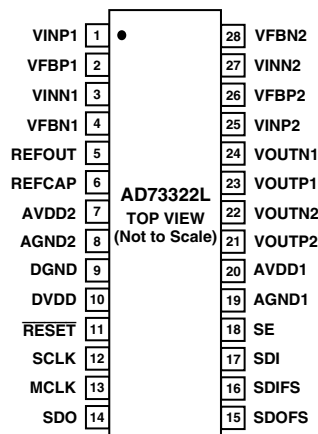 VINP1 1
VFBP1 2
VINN1 3
VFBN1 4
REFOUT 5
REFCAP 6
AVDD2 7
AGND2 8
DGND 9
DVDD 10
RESET 11
SCLK 12
MCLK 13
SDO 14
AD73322L
TOP VIEW
(Not to Scale)
28 VFBN2
27 VINN2
26 VFBP2
25 VINP2
24 VOUTN1
23 VOUTP1
22 VOUTN2
21 VOUTP2
20 AVDD1
19 AGND1
18 SE
17 SDI
16 SDIFS
15 SDOFS